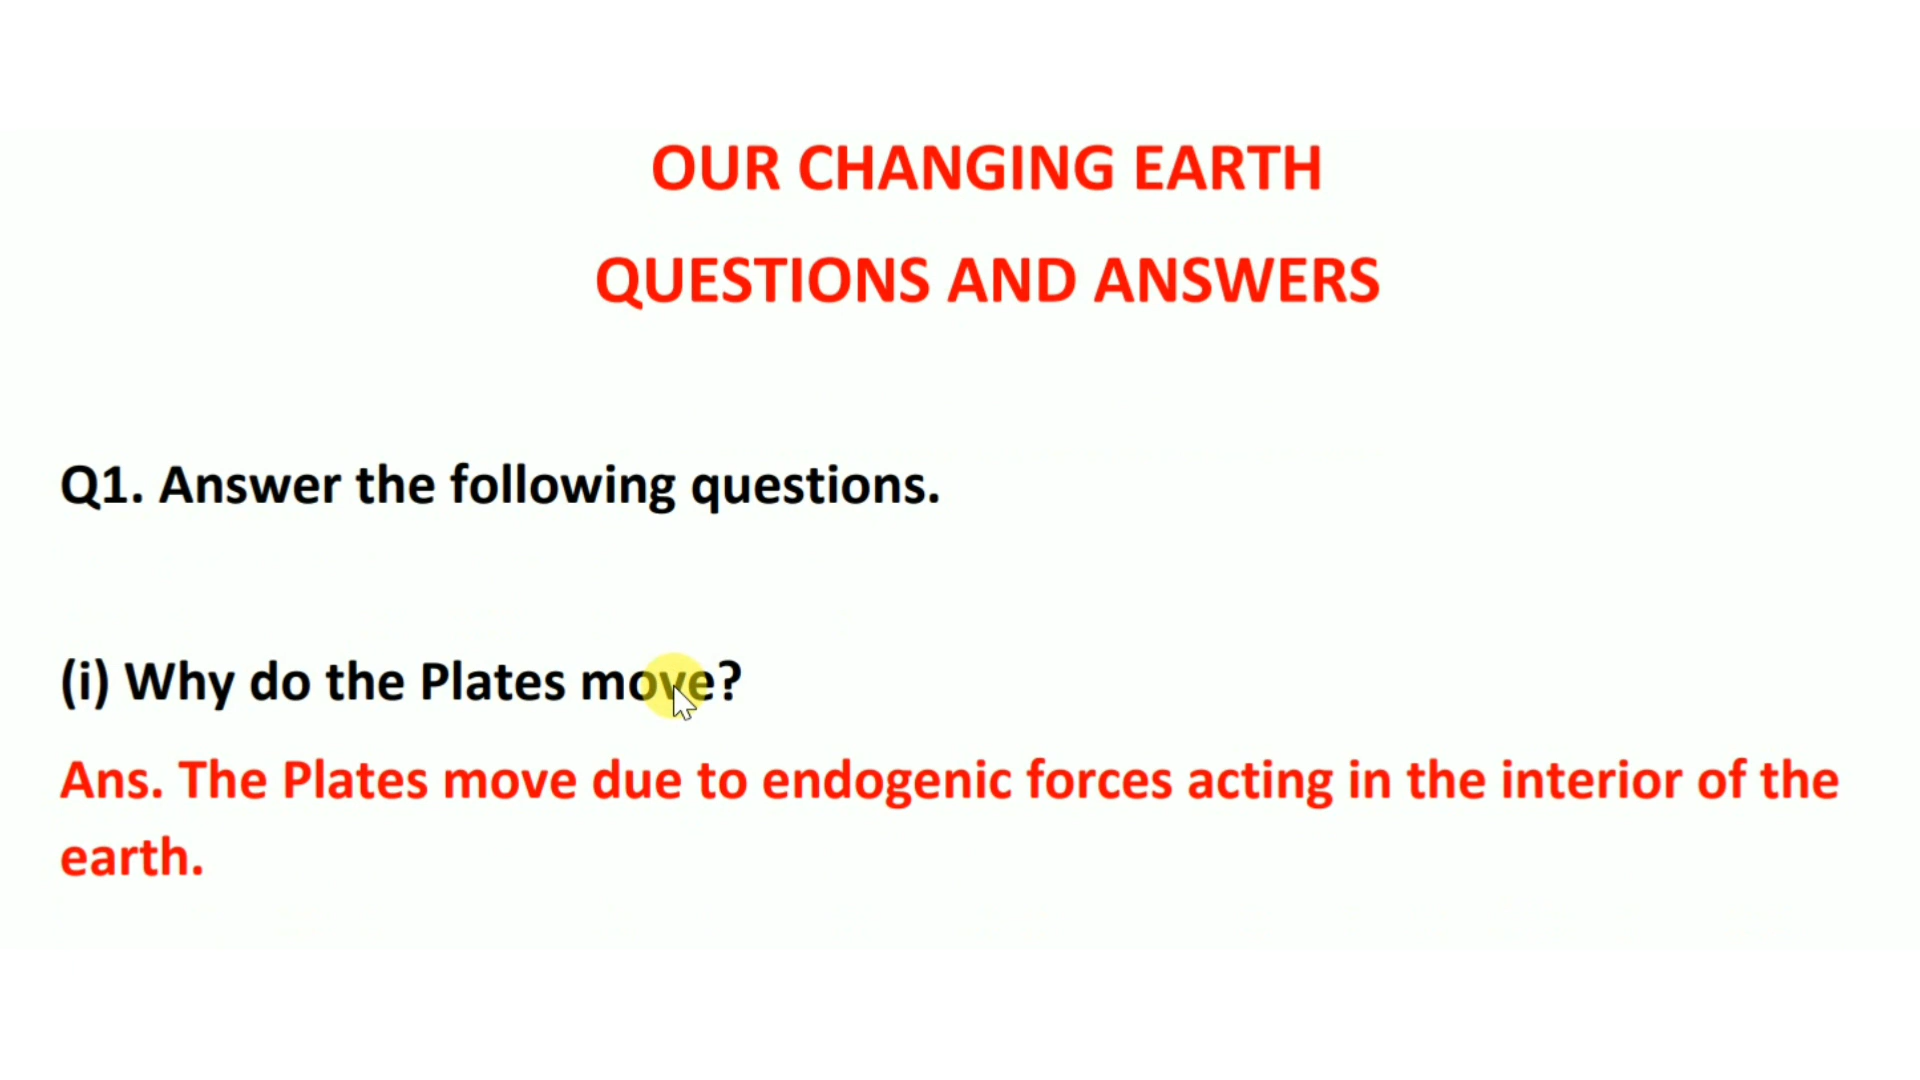 OUR CHANGING EARTH
QUESTIONS AND ANSWERS
Q1. Answer the following questions.
(i) Why do the Plates move?
Ans. The Plates move due to endogenic forces acting in the interior of the
earth.